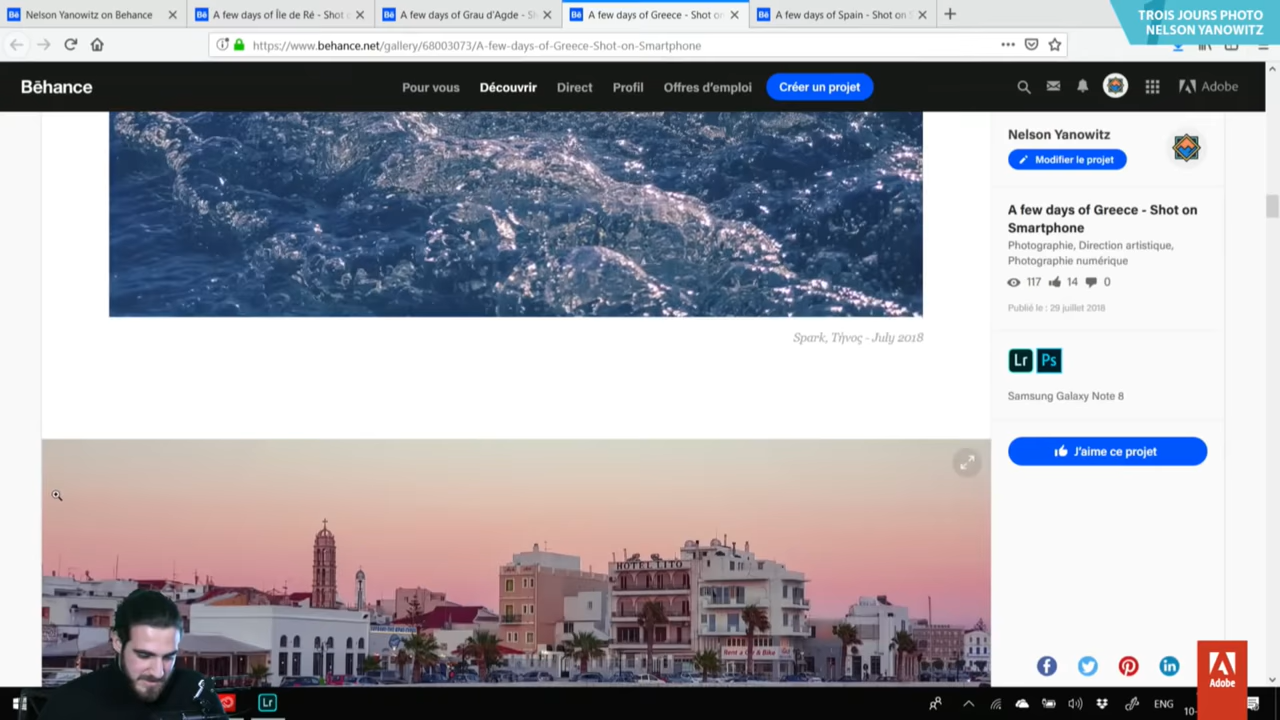 Nelson Yanowitz on Behance
A few days of Île de Ré - Shot
A few days of Grau d'Agde - Sh
A few days of Greece - Shot on
A few days of Spain - Shot on
TROIS JOURS PHOTO
NELSON YANOWITZ
https://www.behance.net/gallery/68003073/A-few-days-of-Greece-Shot-on-Smartphone
Bēhance
Pour vous
Découvrir
Direct
Profil
Offres d'emploi
Créer un projet
Adobe
Nelson Yanowitz
Modifier le projet
A few days of Greece - Shot on
Smartphone
Photographie, Direction artistique,
Photographie numérique
117 14 0
Publié le : 29 juillet 2018
Lr Ps
Samsung Galaxy Note 8
J'aime ce projet
Spark, Τήνος - July 2018
HOTEL LITO
Rent a Car & Bike
Adobe
Lr
ENG
10-